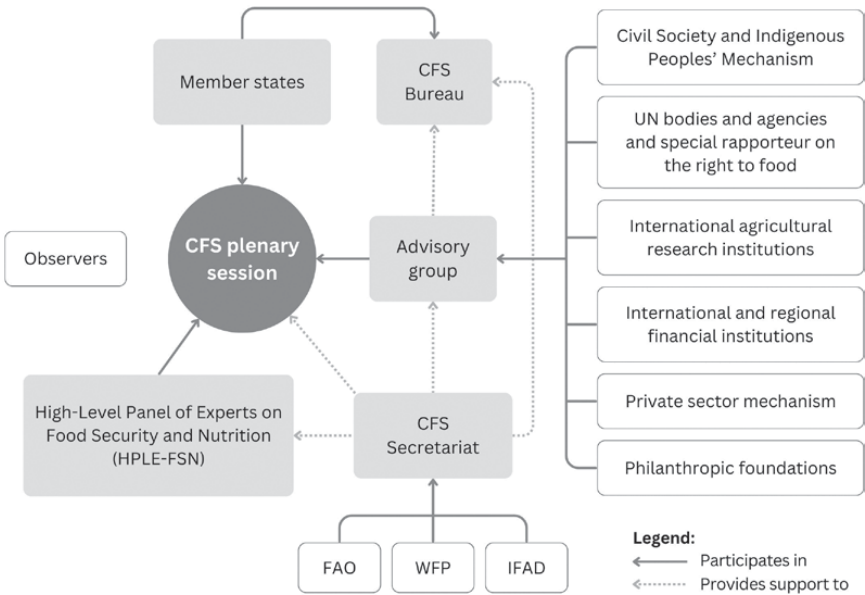 Member states
CFS
Bureau
Civil Society and Indigenous
Peoples’ Mechanism
UN bodies and agencies
and special rapporteur on
the right to food
Observers
CFS plenary
session
Advisory
group
International agricultural
research institutions
International and regional
financial institutions
High-Level Panel of Experts on
Food Security and Nutrition
(HPLE-FSN)
CFS
Secretariat
Private sector mechanism
Philanthropic foundations
FAO
WFP
IFAD
Legend:
Participates in
Provides support to